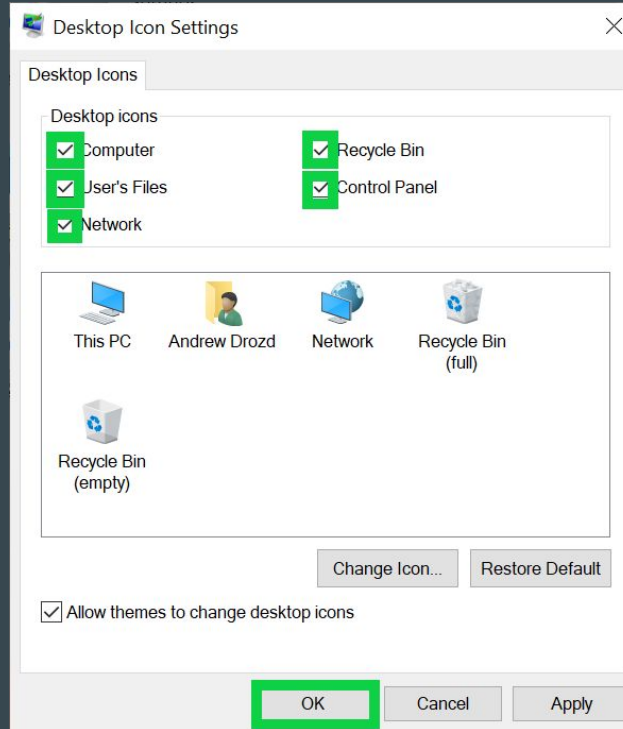 Desktop Icon Settings
Desktop Icons
Desktop icons
Computer
Recycle Bin
User's Files
Control Panel
Network
This PC
Andrew Drozd
Network
Recycle Bin
(full)
Recycle Bin
(empty)
Change Icon...
Restore Default
Allow themes to change desktop icons
OK
Cancel
Apply